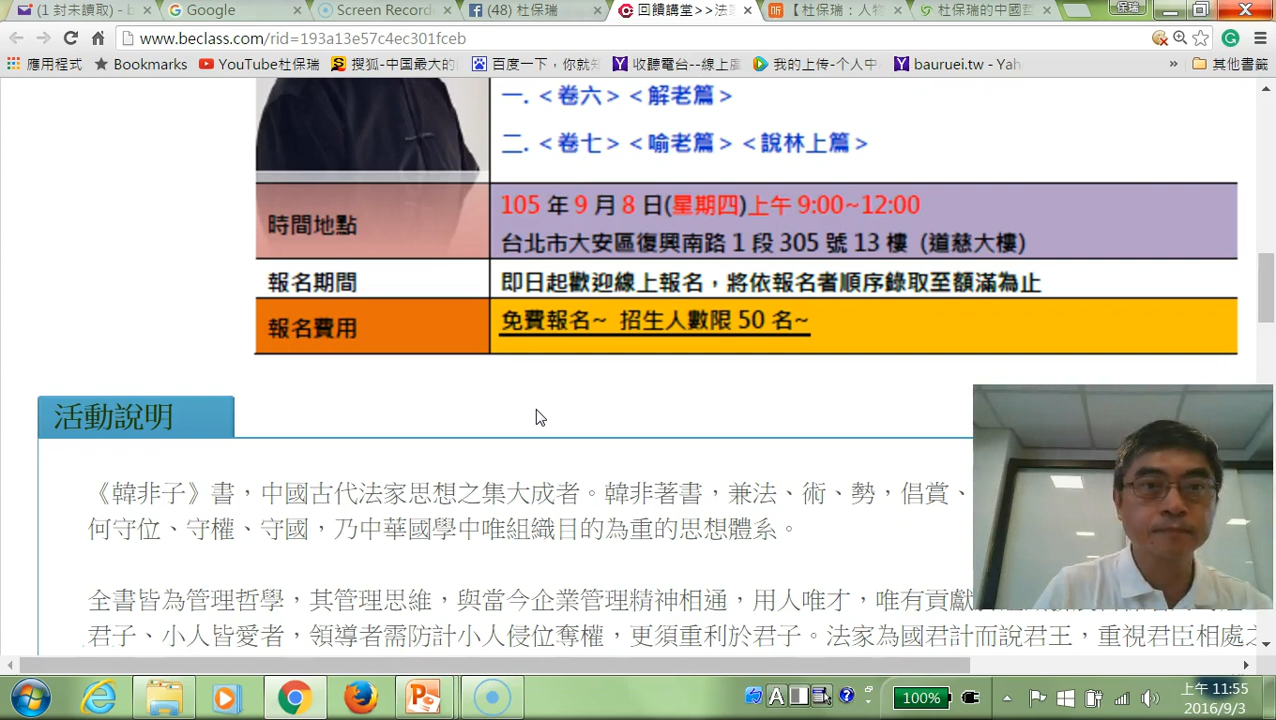 (1 封未讀取) - b
Google
Screen Record
(48) 杜保瑞
回饋講堂>>法
【杜保瑞：人物
杜保瑞的中國哲
保瑞
www.beclass.com/rid=193a13e57c4ec301fceb
應用程式
Bookmarks
YouTube杜保瑞
搜狐-中国最大的
百度一下，你就
收聽電台--線上
我的上传-个人中
bauruei.tw - Yah
»
其他書籤
一. <卷六> <解老篇>
二. <卷七> <喻老篇> <說林上篇>
時間地點
105 年 9 月 8 日(星期四)上午 9:00~12:00
台北市大安區復興南路 1 段 305 號 13 樓 (道慈大樓)
報名期間
即日起歡迎線上報名，將依報名者順序錄取至額滿為止
報名費用
免費報名~ 招生人數限 50 名~
活動說明
《韓非子》書，中國古代法家思想之集大成者。韓非著書，兼法、術、勢，倡賞、
何守位、守權、守國，乃中華國學中唯組織目的為重的思想體系。
全書皆為管理哲學，其管理思維，與當今企業管理精神相通，用人唯才，唯有貢獻
君子、小人皆愛者，領導者需防計小人侵位奪權，更須重利於君子。法家為國君計而說君王，重視君臣相處之
A
100%
上午 11:55
2016/9/3